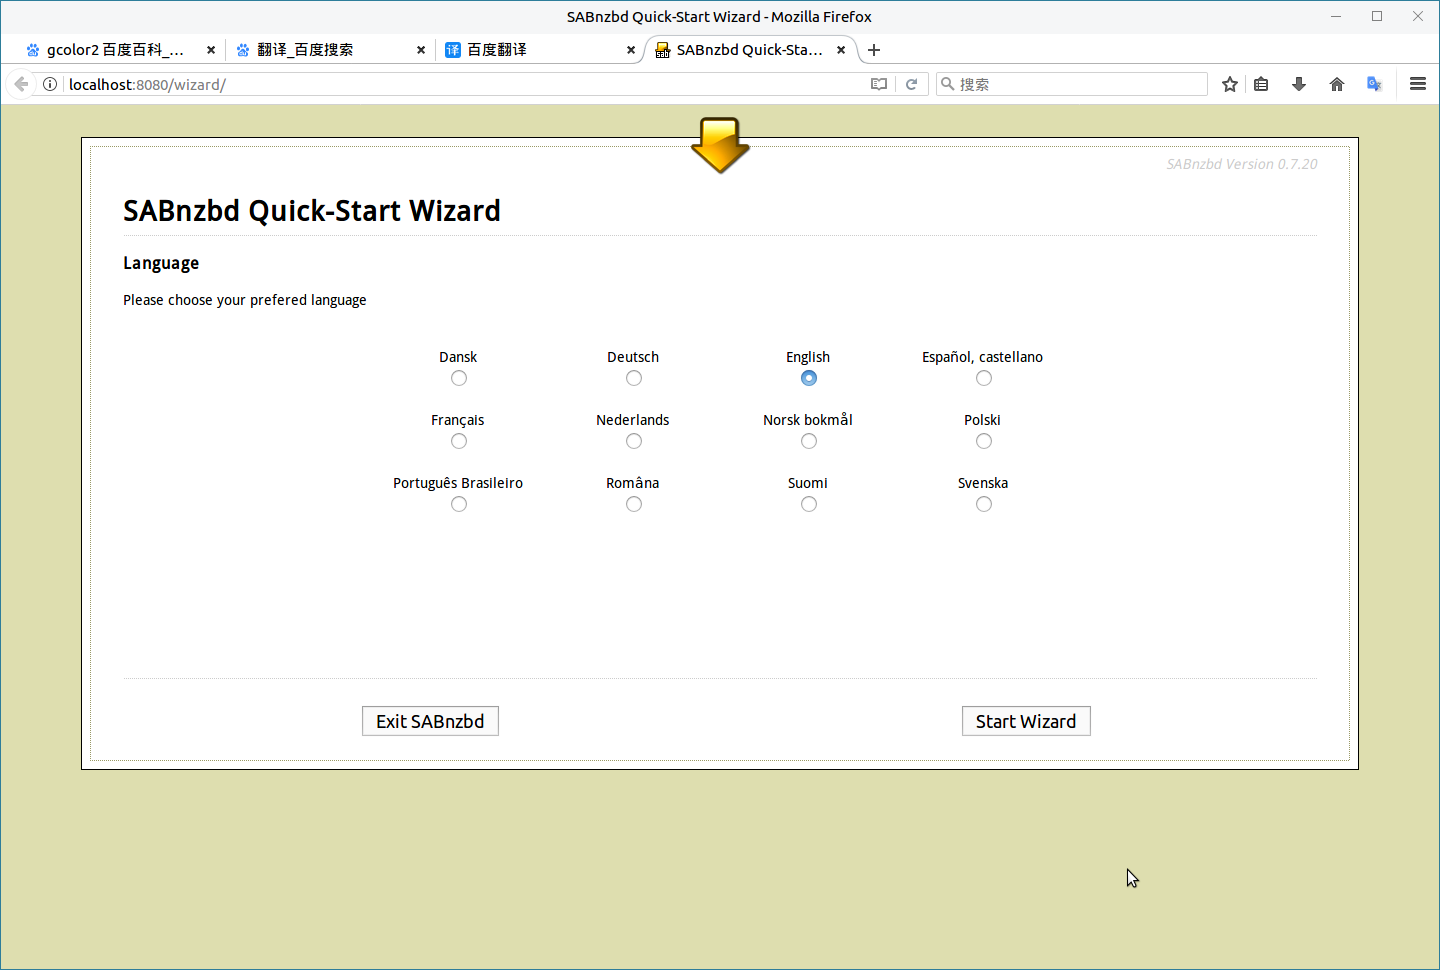 SABnzbd Quick-Start Wizard - Mozilla Firefox
gcolor2 百度百科_...
翻译_百度搜索
译 百度翻译
SABnzbd Quick-Sta...
localhost:8080/wizard/
搜索
SABnzbd Version 0.7.20
SABnzbd Quick-Start Wizard
Language
Please choose your prefered language
Dansk Deutsch English Español, castellano
Français Nederlands Norsk bokmål Polski
Português Brasileiro Româna Suomi Svenska
Exit SABnzbd Start Wizard